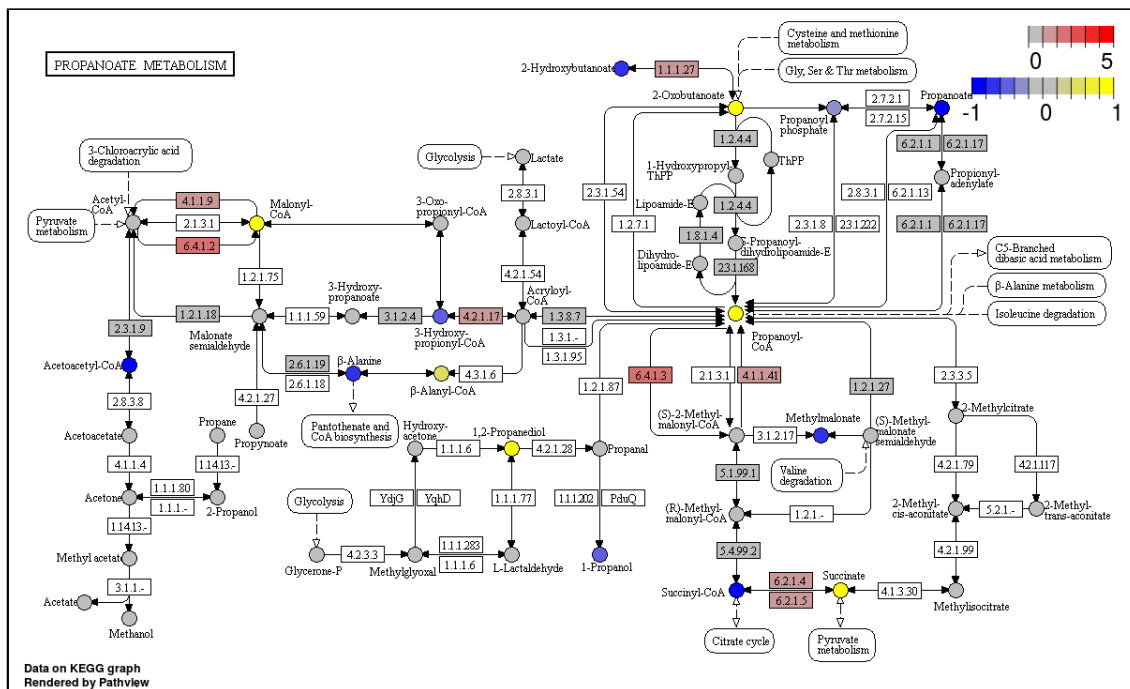 PROPANOATE METABOLISM
0
5
-1
0
1
Cysteine and methionine
metabolism
Gly, Ser & Thr metabolism
2-Hydroxybutanoate
1.1.1.27
2-Oxobutanoate
Propanoyl
phosphate
2.7.2.1
2.7.2.15
Propanoate
3-Chloroacrylic acid
degradation
Glycolysis
Lactate
1.2.4.4
1-Hydroxypropyl-
ThPP
ThPP
6.2.1.1
6.2.1.17
Propionyl-
adenylate
Acetyl-
CoA
4.1.1.9
2.1.3.1
6.4.1.2
Malonyl-
CoA
Pyruvate
metabolism
3-Oxo-
propionyl-CoA
2.8.3.1
Lactoyl-CoA
4.2.1.54
2.3.1.54
1.2.7.1
Lipoamide-E
1.2.4.4
1.8.1.4
Dihydro-
lipoamide-E
S-Propanoyl-
dihydrolipoamide-E
2.3.1.168
2.8.3.1
6.2.1.13
2.3.1.8
2.3.1.222
6.2.1.1
6.2.1.17
C5-Branched
dibasic acid metabolism
β-Alanine metabolism
Isoleucine degradation
1.2.1.75
1.2.1.18
Malonate
semialdehyde
1.1.1.59
3-Hydroxy-
propanoate
3.1.2.4
3-Hydroxy-
propionyl-CoA
4.2.1.17
Acryloyl-
CoA
1.3.8.7
1.3.1.-
1.3.1.95
Propanoyl-
CoA
2.3.1.9
Acetoacetyl-CoA
2.6.1.19
2.6.1.18
β-Alanine
β-Alanyl-CoA
4.3.1.6
1.2.1.87
6.4.1.3
2.1.3.1
4.1.1.41
1.2.1.27
2.3.3.5
2.8.3.8
4.2.1.27
Pantothenate and
CoA biosynthesis
Acetoacetate
Propane
Propynoate
Hydroxy-
acetone
1.1.1.6
1,2-Propanediol
4.2.1.28
Propanal
(S)-2-Methyl-
malonyl-CoA
3.1.2.17
Methylmalonate
(S)-Methyl-
malonate
semialdehyde
2-Methylcitrate
4.1.1.4
1.14.13.-
Valine
degradation
5.1.99.1
4.2.1.79
4.2.1.117
Acetone
1.1.1.80
1.1.1.-
2-Propanol
Glycolysis
YdjG
YqhD
1.1.1.77
1.1.1.202
PduQ
(R)-Methyl-
malonyl-CoA
1.2.1.-
2-Methyl-
cis-aconitate
5.2.1.-
2-Methyl-
trans-aconitate
1.14.13.-
Methyl acetate
Glycerone-P
4.2.3.3
Methylglyoxal
1.1.1.283
1.1.1.6
L-Lactaldehyde
1-Propanol
5.4.99.2
4.2.1.99
3.1.1.-
Acetate
Methanol
Succinyl-CoA
6.2.1.4
6.2.1.5
Succinate
4.1.3.30
Methylisocitrate
Citrate cycle
Pyruvate
metabolism
Data on KEGG graph
Rendered by Pathview